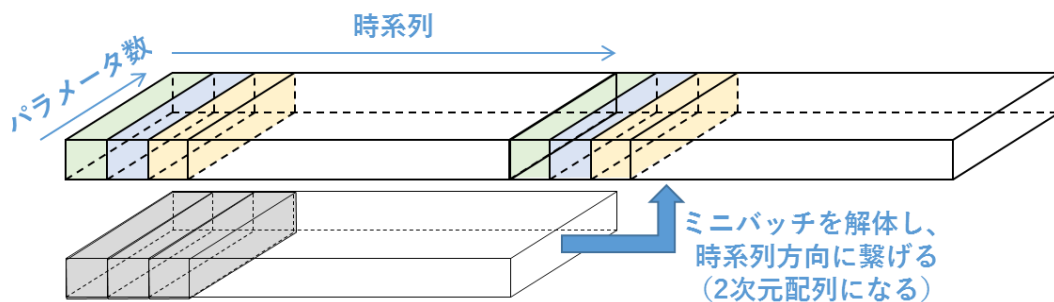 時系列
パラメータ数
ミニバッチを解体し、
時系列方向に繋げる
（2次元配列になる）